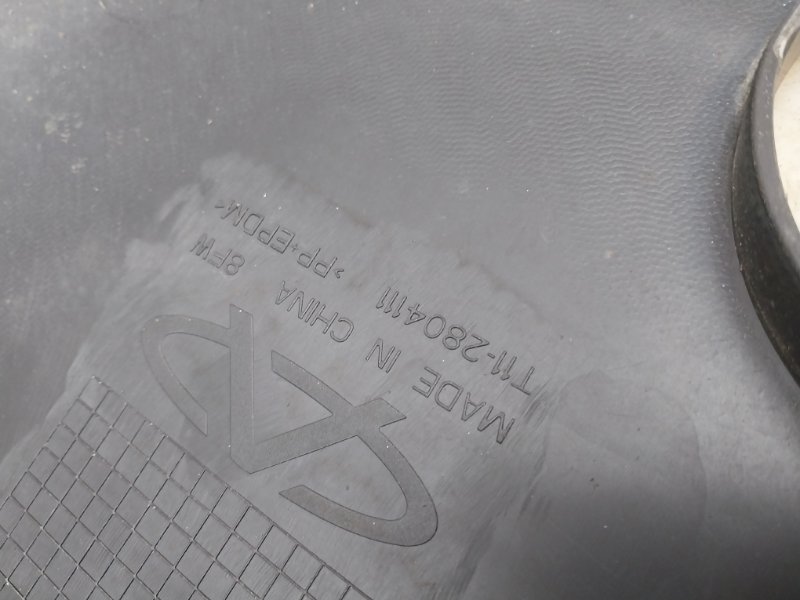 T11-2804111
>PP+EPDM<
MADE IN CHINA 8FW